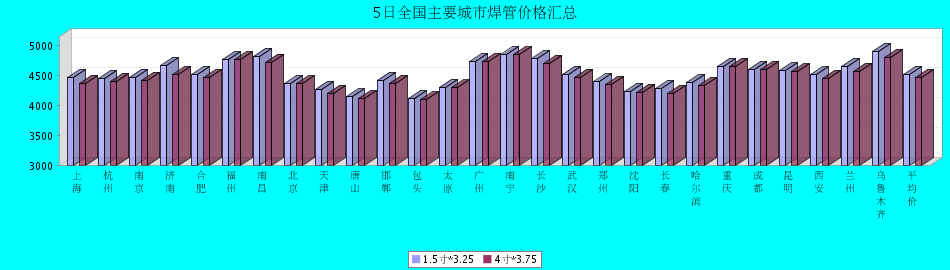 5日全国主要城市焊管价格汇总
5000
4500
4000
3500
3000
上海 杭州 南京 济南 合肥 福州 南昌 北京 天津 唐山 邯郸 包头 太原 广州 南宁 长沙 武汉 郑州 沈阳 长春 哈尔滨 重庆 成都 昆明 西安 兰州 乌鲁木齐 平均价
1.5寸*3.25 4寸*3.75